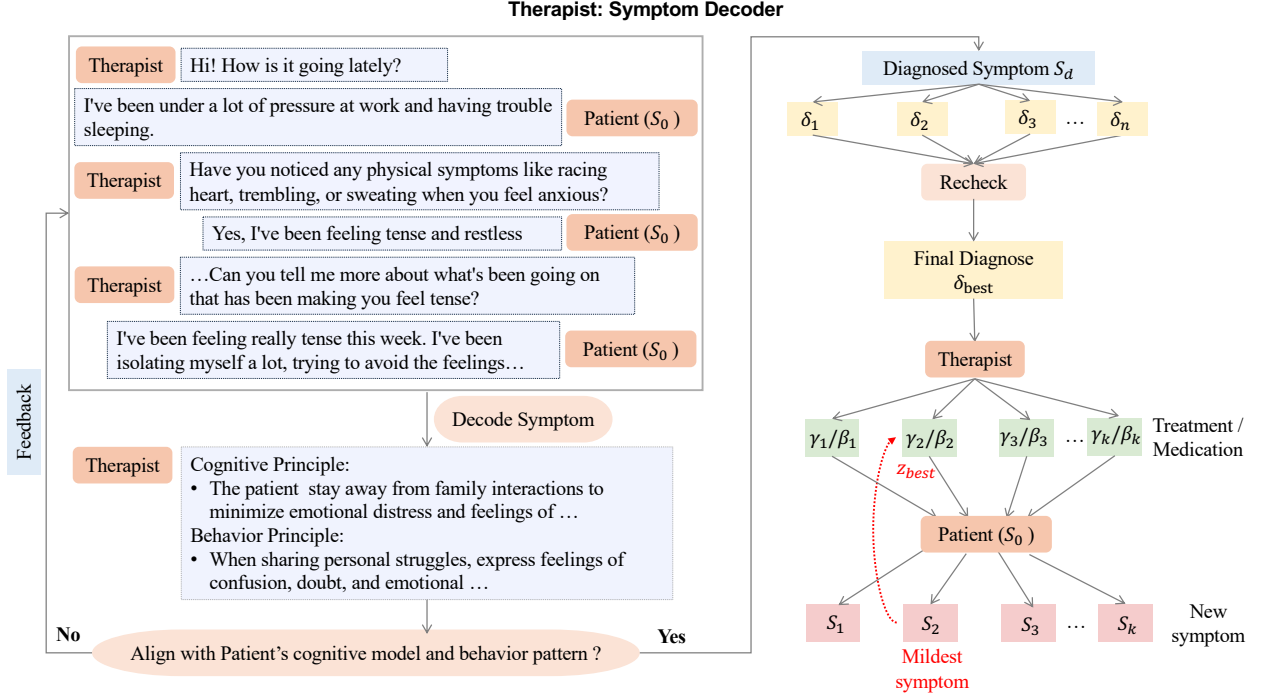 Therapist: Symptom Decoder
Therapist
Hi! How is it going lately?
I've been under a lot of pressure at work and having trouble
sleeping.
Patient (S₀ )
Therapist
Have you noticed any physical symptoms like racing
heart, trembling, or sweating when you feel anxious?
Yes, I've been feeling tense and restless
Patient (S₀ )
Therapist
…Can you tell me more about what's been going on
that has been making you feel tense?
I've been feeling really tense this week. I've been
isolating myself a lot, trying to avoid the feelings…
Patient (S₀ )
Feedback
Decode Symptom
Therapist
Cognitive Principle:
• The patient stay away from family interactions to
minimize emotional distress and feelings of …
Behavior Principle:
• When sharing personal struggles, express feelings of
confusion, doubt, and emotional …
No
Align with Patient's cognitive model and behavior pattern ?
Yes
Diagnosed Symptom S_d
δ₁ δ₂ δ₃ … δₙ
Recheck
Final Diagnose
δ_best
Therapist
γ₁/β₁ γ₂/β₂ γ₃/β₃ … γₖ/βₖ
Treatment /
Medication
z_best
Patient (S₀ )
S₁ S₂ S₃ … Sₖ
New
symptom
Mildest
symptom